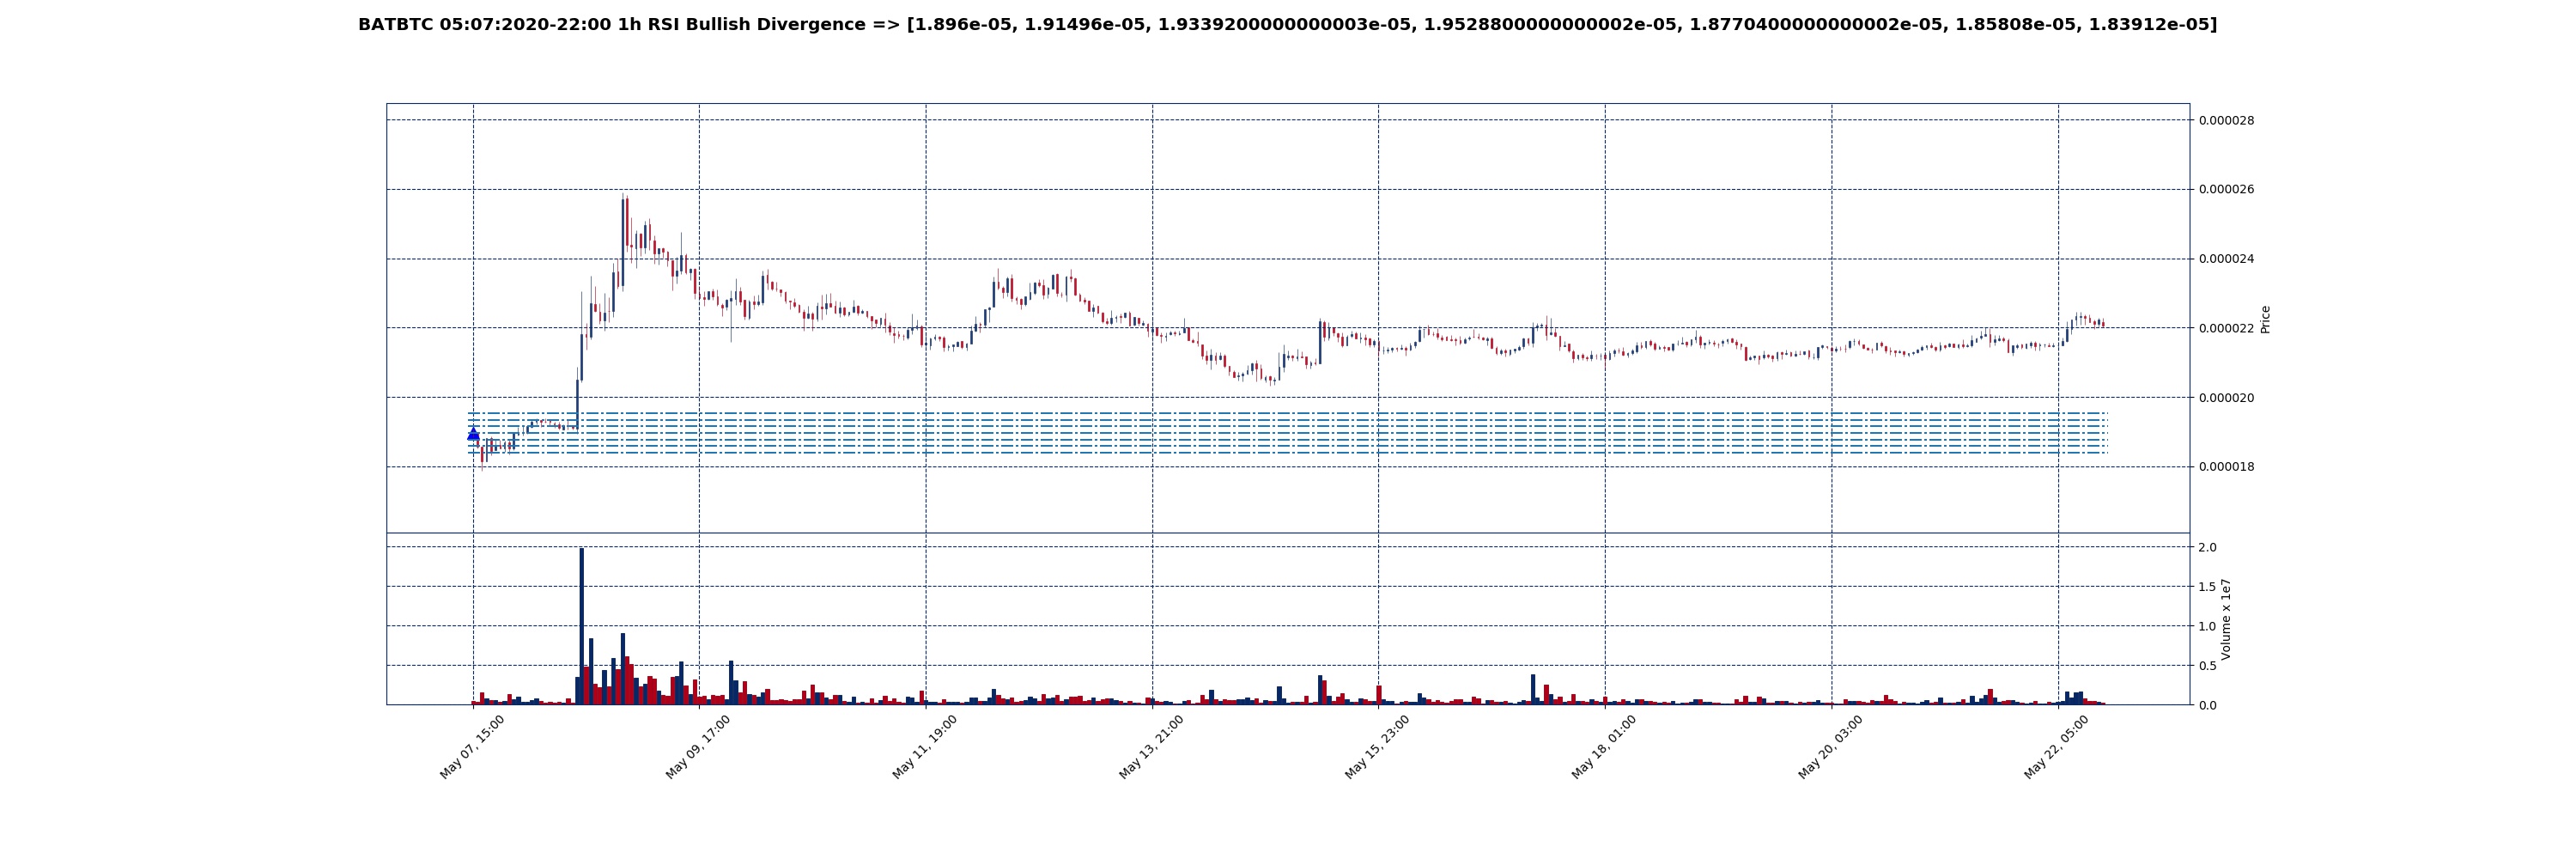 BATBTC 05:07:2020-22:00 1h RSI Bullish Divergence => [1.896e-05, 1.91496e-05, 1.9339200000000003e-05, 1.9528800000000002e-05, 1.8770400000000002e-05, 1.85808e-05, 1.83912e-05]
0.000028
0.000026
0.000024
0.000022
0.000020
0.000018
Price
2.0
1.5
1.0
0.5
0.0
Volume x 1e7
May 07, 15:00
May 09, 17:00
May 11, 19:00
May 13, 21:00
May 15, 23:00
May 18, 01:00
May 20, 03:00
May 22, 05:00